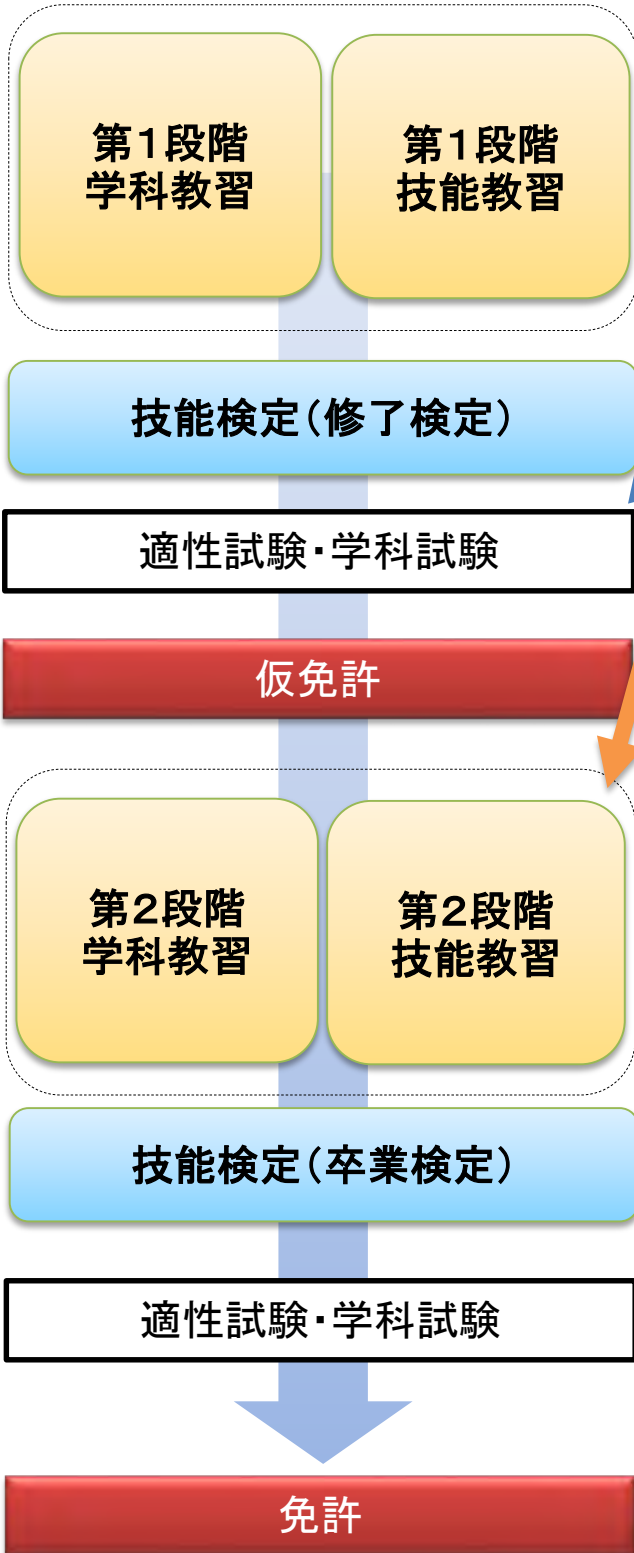 第１段階
学科教習
第１段階
技能教習
技能検定（修了検定）
適性試験・学科試験
仮免許
第２段階
学科教習
第２段階
技能教習
技能検定（卒業検定）
適性試験・学科試験
免許